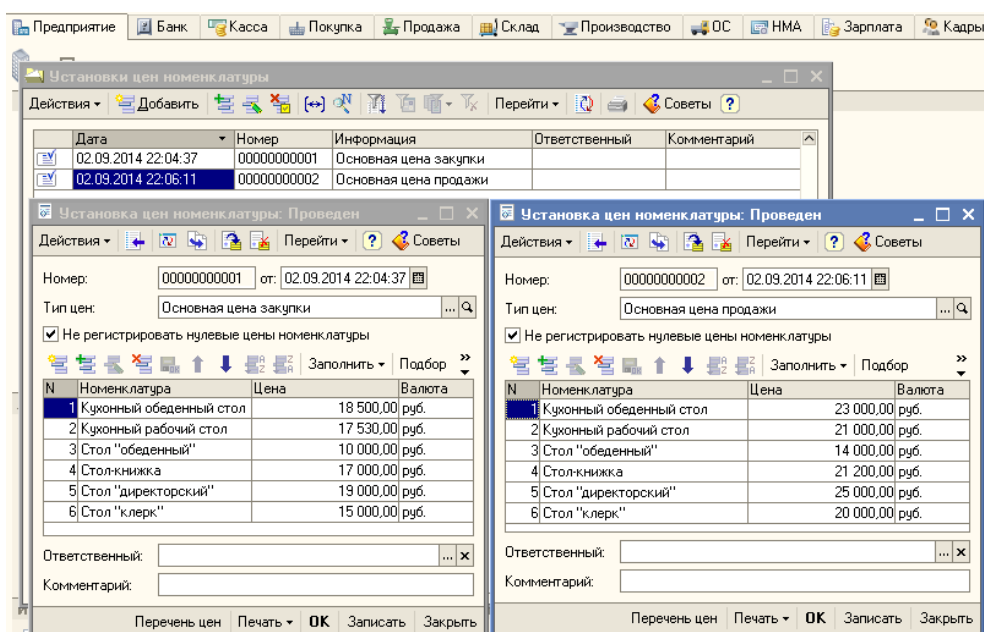 Предприятие Банк Касса Покупка Продажа Склад Производство ОС НМА Зарплата Кадры
Установки цен номенклатуры
Действия Добавить Перейти Советы ?
Дата Номер Информация Ответственный Комментарий
02.09.2014 22:04:37 00000000001 Основная цена закупки
02.09.2014 22:06:11 00000000002 Основная цена продажи
Установка цен номенклатуры: Проведен
Действия Перейти ? Советы
Номер: 00000000001 от: 02.09.2014 22:04:37
Тип цен: Основная цена закупки ...
Не регистрировать нулевые цены номенклатуры
Заполнить Подбор
N Номенклатура Цена Валюта
1 Кухонный обеденный стол 18 500,00 руб.
2 Кухонный рабочий стол 17 530,00 руб.
3 Стол "обеденный" 10 000,00 руб.
4 Стол-книжка 17 000,00 руб.
5 Стол "директорский" 19 000,00 руб.
6 Стол "клерк" 15 000,00 руб.
Ответственный: ... x
Комментарий:
Перечень цен Печать OK Записать Закрыть
Установка цен номенклатуры: Проведен
Действия Перейти ? Советы
Номер: 00000000002 от: 02.09.2014 22:06:11
Тип цен: Основная цена продажи ...
Не регистрировать нулевые цены номенклатуры
Заполнить Подбор
N Номенклатура Цена Валюта
1 Кухонный обеденный стол 23 000,00 руб.
2 Кухонный рабочий стол 21 000,00 руб.
3 Стол "обеденный" 14 000,00 руб.
4 Стол-книжка 21 200,00 руб.
5 Стол "директорский" 25 000,00 руб.
6 Стол "клерк" 20 000,00 руб.
Ответственный: ... x
Комментарий:
Перечень цен Печать OK Записать Закрыть